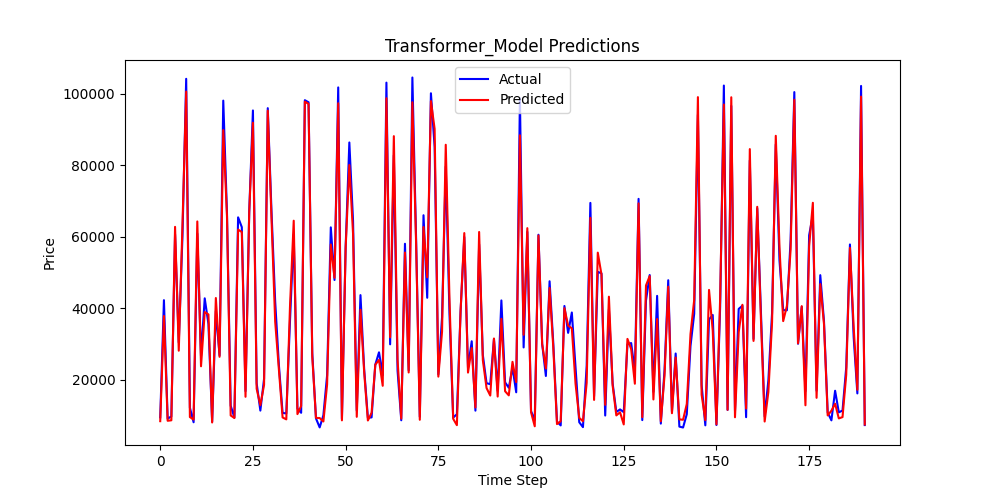 Transformer_Model Predictions
Actual
Predicted
Price
100000
80000
60000
40000
20000
0 25 50 75 100 125 150 175
Time Step